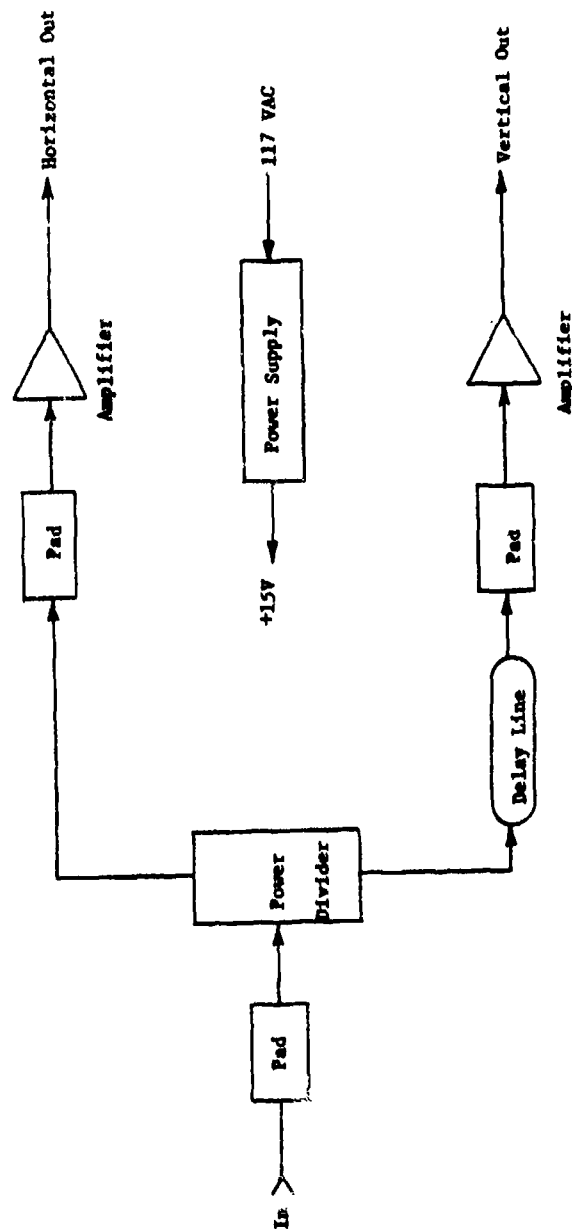 In
Pad
Power
Divider
Pad
Amplifier
Horizontal Out
+15V
Power Supply
117 VAC
Delay Line
Pad
Amplifier
Vertical Out